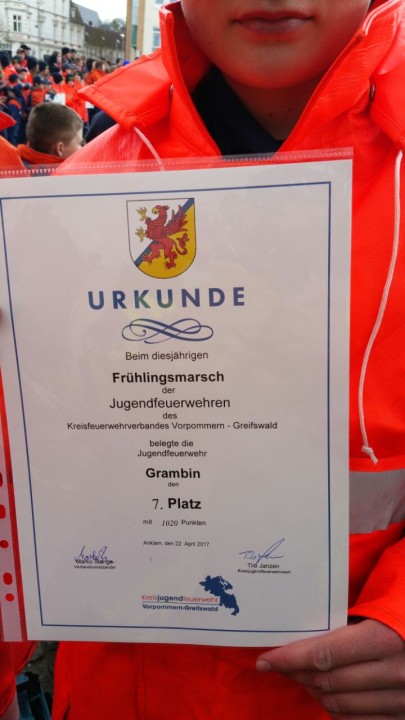 URKUNDE
Beim diesjährigen
Frühlingsmarsch
der
Jugendfeuerwehren
des
Kreisfeuerwehrverbandes Vorpommern - Greifswald
belegte die
Jugendfeuerwehr
Grambin
den
7. Platz
mit 1020 Punkten.
Anklam, den 22. April 2017
Marko Stange
Verbandsvorsitzender
Tilo Janzen
Kreisjugendfeuerwehrwart
Kreisjugendfeuerwehr
Vorpommern-Greifswald